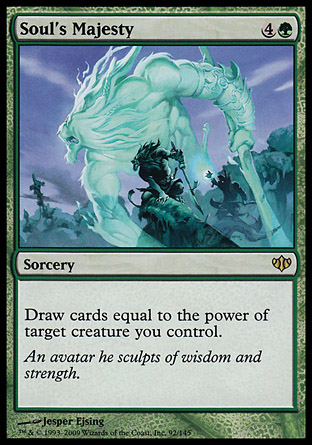 Soul's Majesty 4
Sorcery
Draw cards equal to the power of
target creature you control.
An avatar he sculpts of wisdom and
strength.
Jesper Ejsing
™ & © 1993-2009 Wizards of the Coast, Inc. 92/145